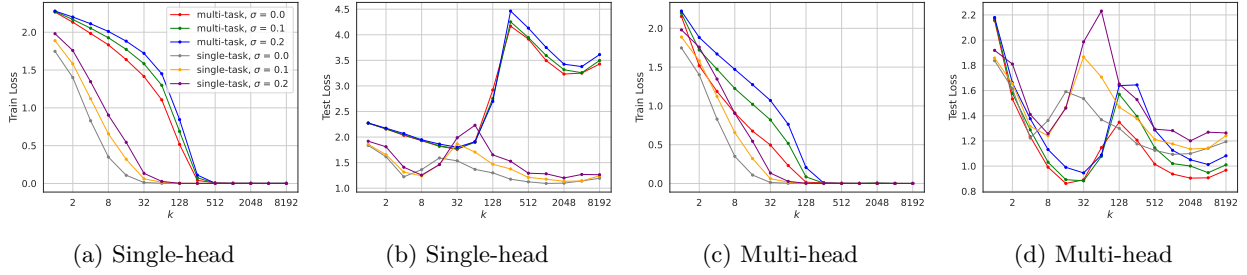 2.0
1.5
1.0
0.5
0.0
Train Loss
2 8 32 128 512 2048 8192
k
multi-task, σ = 0.0
multi-task, σ = 0.1
multi-task, σ = 0.2
single-task, σ = 0.0
single-task, σ = 0.1
single-task, σ = 0.2
4.5
4.0
3.5
3.0
2.5
2.0
1.5
1.0
Test Loss
2 8 32 128 512 2048 8192
k
2.0
1.5
1.0
0.5
0.0
Train Loss
2 8 32 128 512 2048 8192
k
2.2
2.0
1.8
1.6
1.4
1.2
1.0
0.8
Test Loss
2 8 32 128 512 2048 8192
k
(a) Single-head
(b) Single-head
(c) Multi-head
(d) Multi-head